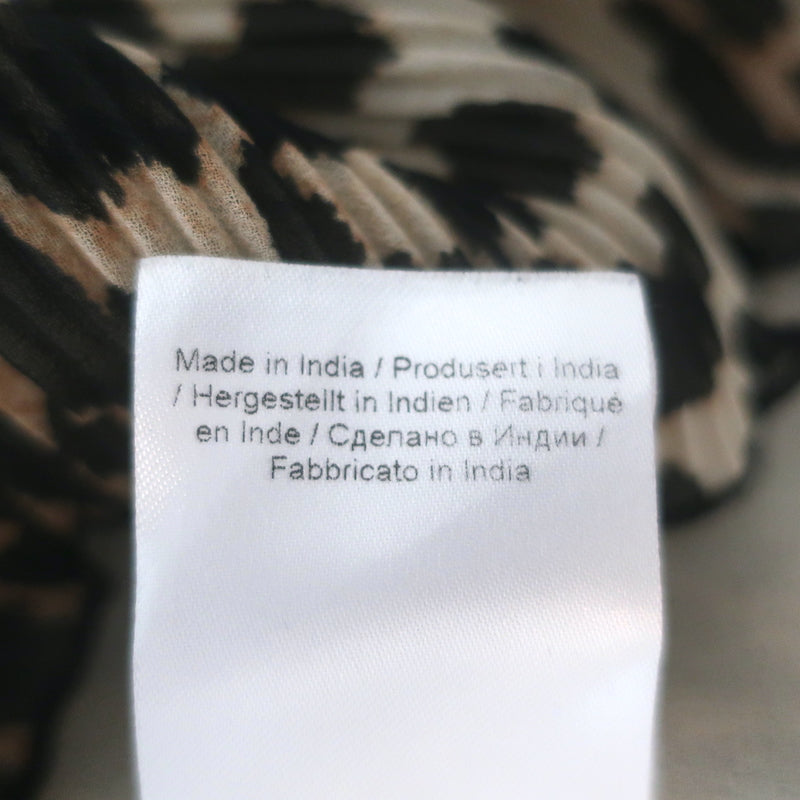 Made in India / Produsert i India
/ Hergestellt in Indien / Fabriqué
en Inde / Сделано в Индии /
Fabbricato in India